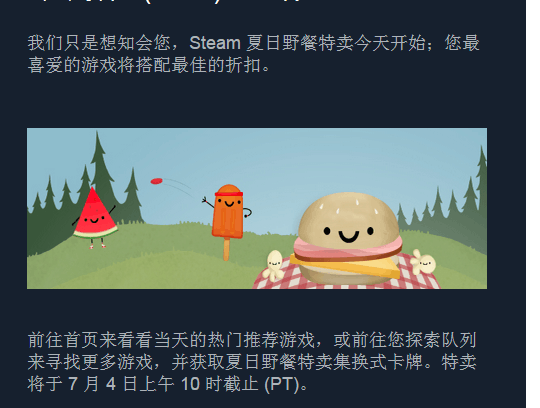 我们只是想知会您，Steam 夏日野餐特卖今天开始；您最
喜爱的游戏将搭配最佳的折扣。
前往首页来看看当天的热门推荐游戏，或前往您探索队列
来寻找更多游戏，并获取夏日野餐特卖集换式卡牌。特卖
将于 7 月 4 日上午 10 时截止 (PT)。